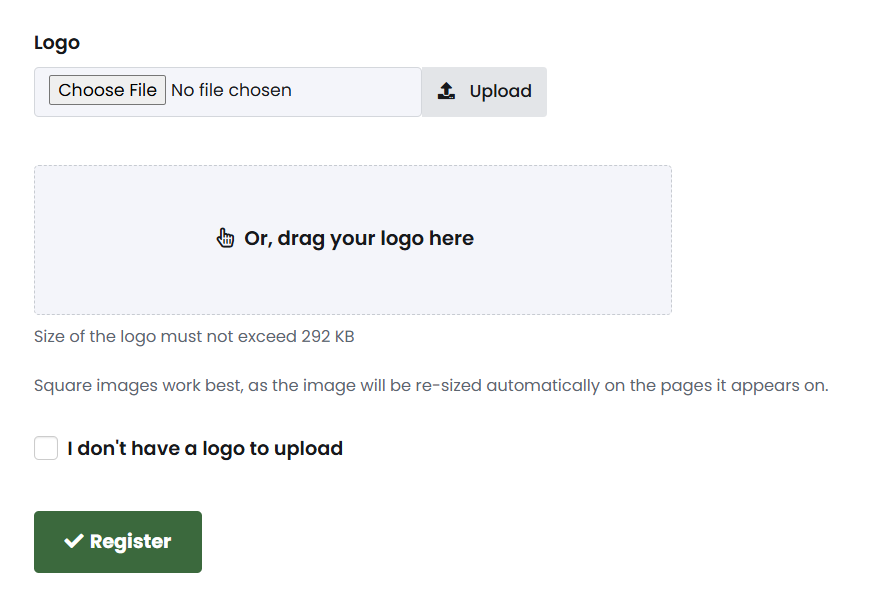 Logo
Choose File No file chosen Upload
Or, drag your logo here
Size of the logo must not exceed 292 KB
Square images work best, as the image will be re-sized automatically on the pages it appears on.
I don't have a logo to upload
Register